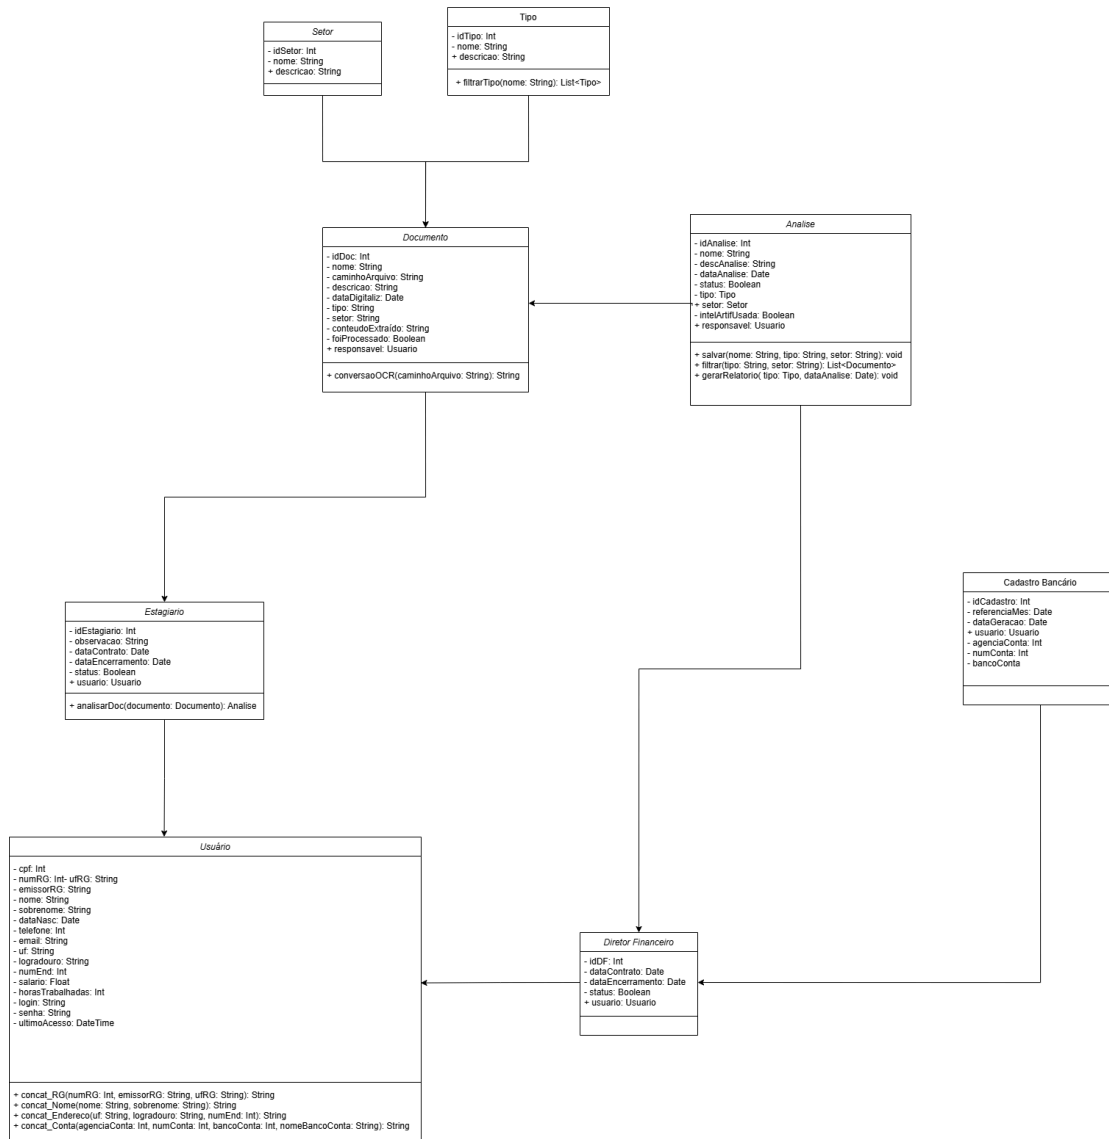 Setor
- idSetor: Int
- nome: String
+ descricao: String
Tipo
- idTipo: Int
- nome: String
+ descricao: String
+ filtrarTipo(nome: String): List<Tipo>
Documento
- idDoc: Int
- nome: String
- caminhoArquivo: String
- descricao: String
- dataDigitaliz: Date
- tipo: String
- setor: String
- conteudoExtraído: String
- foiProcessado: Boolean
+ responsavel: Usuario
+ conversaoOCR(caminhoArquivo: String): String
Analise
- idAnalise: Int
- nome: String
- descAnalise: String
- dataAnalise: Date
- status: Boolean
- tipo: Tipo
+ setor: Setor
- intelArtifUsada: Boolean
+ responsavel: Usuario
+ salvar(nome: String, tipo: String, setor: String): void
+ filtrar(tipo: String, setor: String): List<Documento>
+ gerarRelatorio( tipo: Tipo, dataAnalise: Date): void
Estagiario
- idEstagiario: Int
- observacao: String
- dataContrato: Date
- dataEncerramento: Date
- status: Boolean
+ usuario: Usuario
+ analisarDoc(documento: Documento): Analise
Cadastro Bancário
- idCadastro: Int
- referenciaMes: Date
- dataGeracao: Date
+ usuario: Usuario
- agenciaConta: Int
- numConta: Int
- bancoConta
Usuário
- cpf: Int
- numRG: Int- ufRG: String
- emissorRG: String
- nome: String
- sobrenome: String
- dataNasc: Date
- telefone: Int
- email: String
- uf: String
- logradouro: String
- numEnd: Int
- salario: Float
- horasTrabalhadas: Int
- login: String
- senha: String
- ultimoAcesso: DateTime
+ concat_RG(numRG: Int, emissorRG: String, ufRG: String): String
+ concat_Nome(nome: String, sobrenome: String): String
+ concat_Endereco(uf: String, logradouro: String, numEnd: Int): String
+ concat_Conta(agenciaConta: Int, numConta: Int, bancoConta: Int, nomeBancoConta: String): String
Diretor Financeiro
- idDF: Int
- dataContrato: Date
- dataEncerramento: Date
- status: Boolean
+ usuario: Usuario